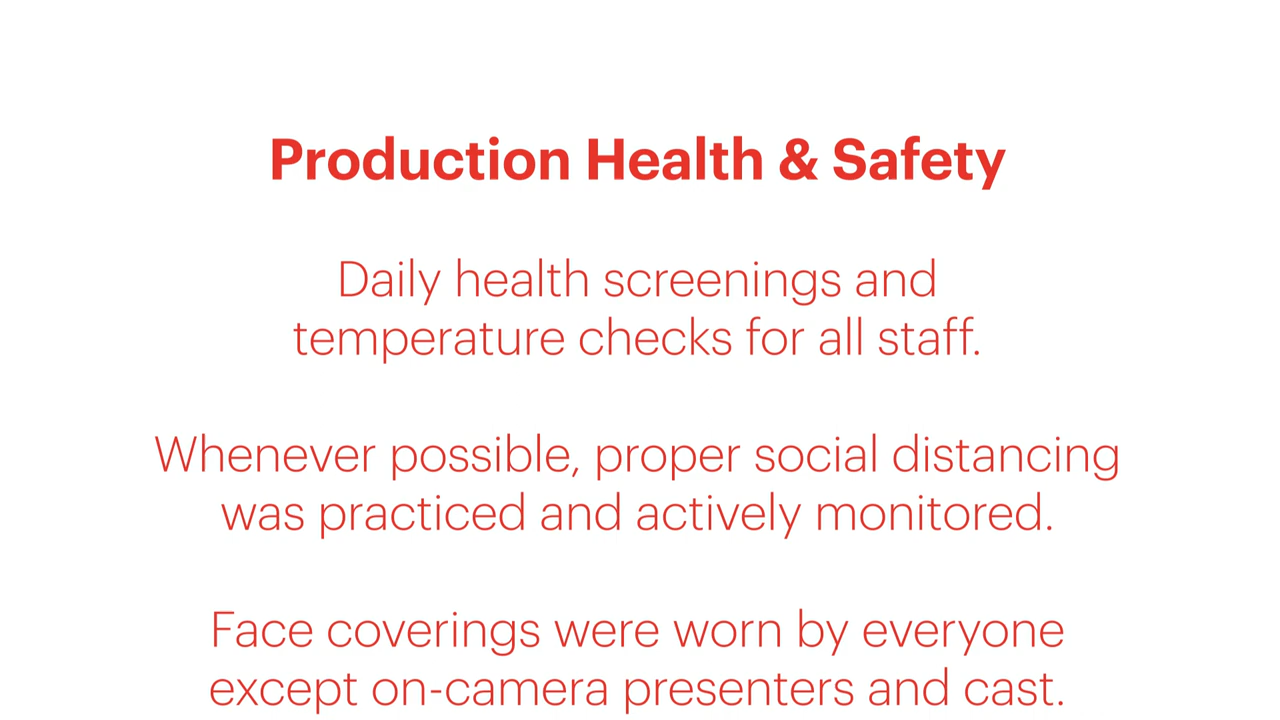 Production Health & Safety
Daily health screenings and
temperature checks for all staff.
Whenever possible, proper social distancing
was practiced and actively monitored.
Face coverings were worn by everyone
except on-camera presenters and cast.